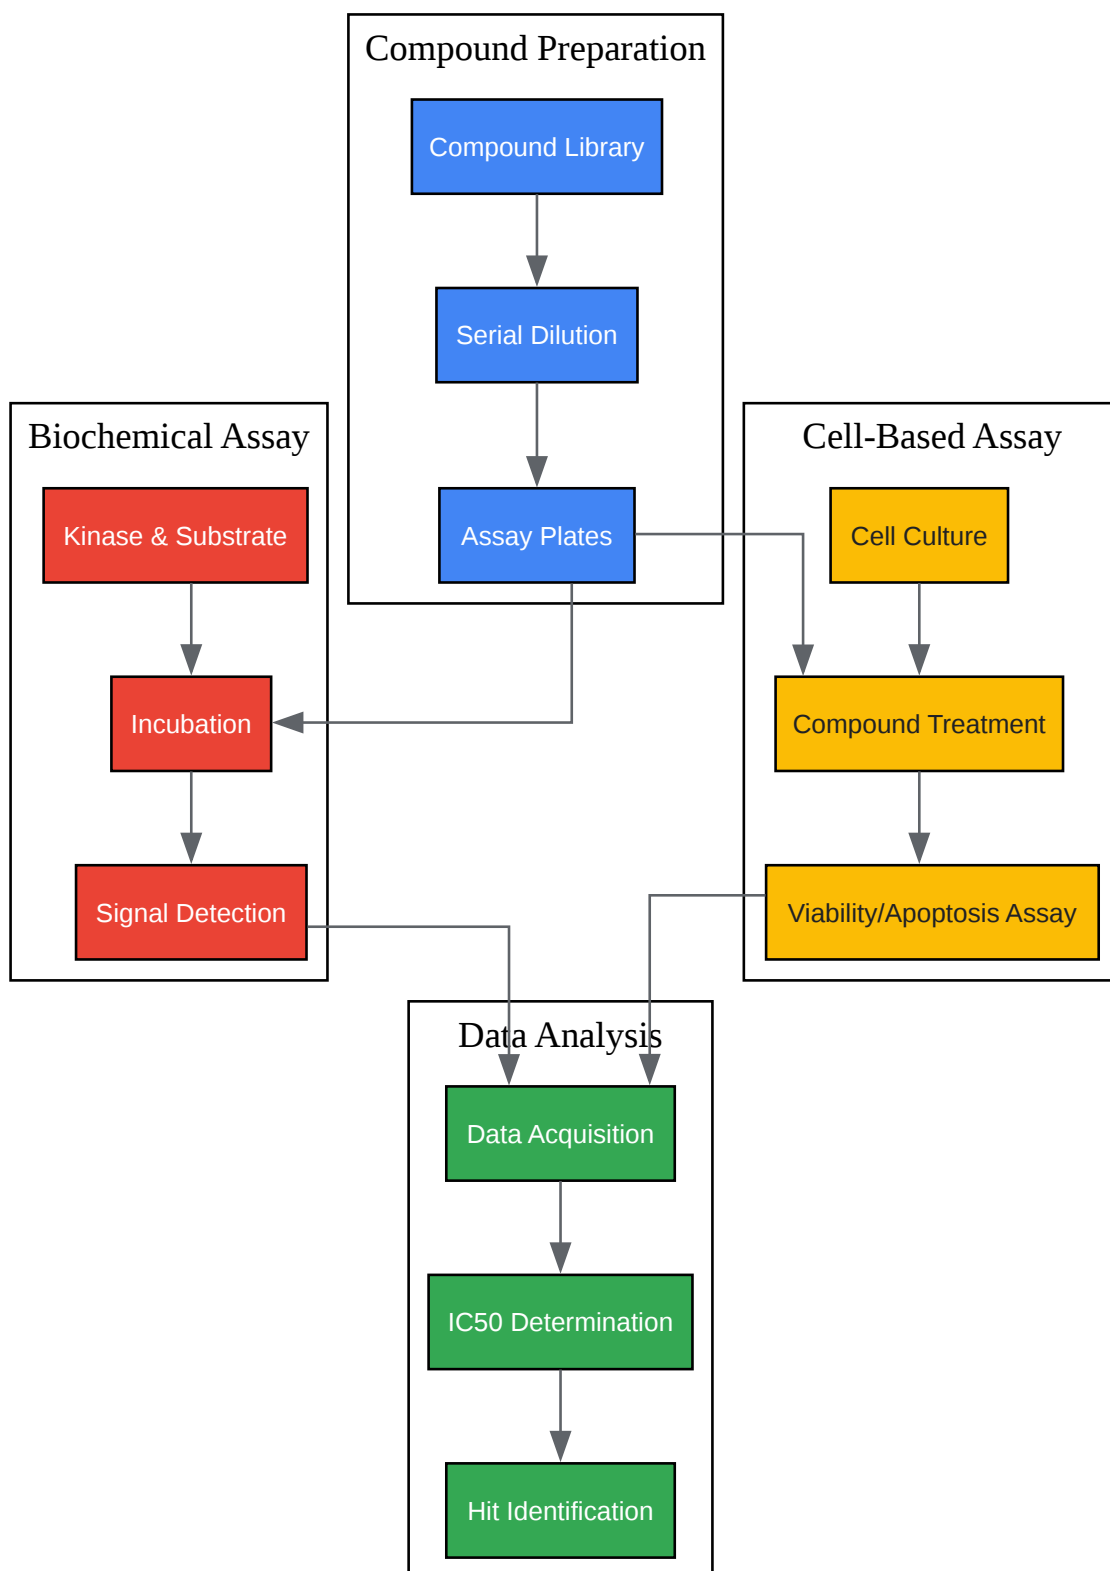 Compound Preparation
Compound Library
Serial Dilution
Assay Plates
Biochemical Assay
Kinase & Substrate
Incubation
Signal Detection
Cell-Based Assay
Cell Culture
Compound Treatment
Viability/Apoptosis Assay
Data Analysis
Data Acquisition
IC50 Determination
Hit Identification